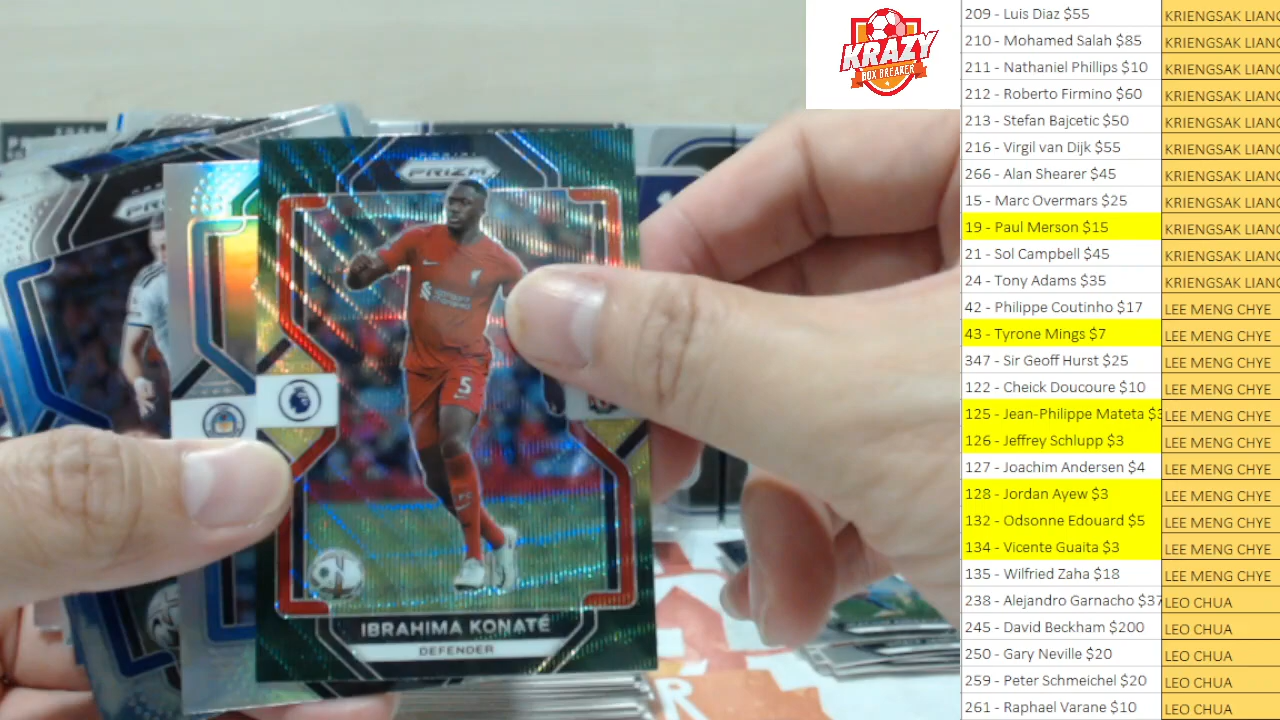 KRAZY
BOX BREAKER
PRIZM
5
IBRAHIMA KONATÉ
DEFENDER
209 - Luis Diaz $55 KRIENGSAK LIANG
210 - Mohamed Salah $85 KRIENGSAK LIANG
211 - Nathaniel Phillips $10 KRIENGSAK LIANG
212 - Roberto Firmino $60 KRIENGSAK LIANG
213 - Stefan Bajcetic $50 KRIENGSAK LIANG
216 - Virgil van Dijk $55 KRIENGSAK LIANG
266 - Alan Shearer $45 KRIENGSAK LIANG
15 - Marc Overmars $25 KRIENGSAK LIANG
19 - Paul Merson $15 KRIENGSAK LIANG
21 - Sol Campbell $45 KRIENGSAK LIANG
24 - Tony Adams $35 KRIENGSAK LIANG
42 - Philippe Coutinho $17 LEE MENG CHYE
43 - Tyrone Mings $7 LEE MENG CHYE
347 - Sir Geoff Hurst $25 LEE MENG CHYE
122 - Cheick Doucoure $10 LEE MENG CHYE
125 - Jean-Philippe Mateta $3 LEE MENG CHYE
126 - Jeffrey Schlupp $3 LEE MENG CHYE
127 - Joachim Andersen $4 LEE MENG CHYE
128 - Jordan Ayew $3 LEE MENG CHYE
132 - Odsonne Edouard $5 LEE MENG CHYE
134 - Vicente Guaita $3 LEE MENG CHYE
135 - Wilfried Zaha $18 LEE MENG CHYE
238 - Alejandro Garnacho $37 LEO CHUA
245 - David Beckham $200 LEO CHUA
250 - Gary Neville $20 LEO CHUA
259 - Peter Schmeichel $20 LEO CHUA
261 - Raphael Varane $10 LEO CHUA